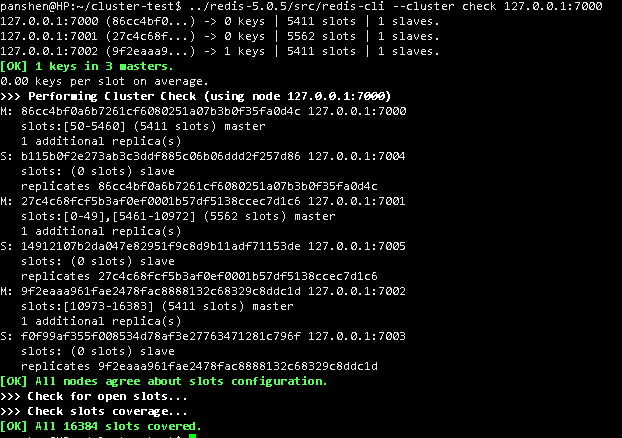 panshen@HP:~/cluster-test$ ../redis-5.0.5/src/redis-cli --cluster check 127.0.0.1:7000
127.0.0.1:7000 (86cc4bf0...) -> 0 keys | 5411 slots | 1 slaves.
127.0.0.1:7001 (27c4c68f...) -> 0 keys | 5562 slots | 1 slaves.
127.0.0.1:7002 (9f2eaaa9...) -> 1 keys | 5411 slots | 1 slaves.
[OK] 1 keys in 3 masters.
0.00 keys per slot on average.
>>> Performing Cluster Check (using node 127.0.0.1:7000)
M: 86cc4bf0a6b7261cf6080251a07b3b0f35fa0d4c 127.0.0.1:7000
slots:[50-5460] (5411 slots) master
1 additional replica(s)
S: b115b0f2e273ab3c3ddf885c06b06ddd2f257d86 127.0.0.1:7004
slots: (0 slots) slave
replicates 86cc4bf0a6b7261cf6080251a07b3b0f35fa0d4c
M: 27c4c68fcf5b3af0ef0001b57df5138ccec7d1c6 127.0.0.1:7001
slots:[0-49],[5461-10972] (5562 slots) master
1 additional replica(s)
S: 14912107b2da047e82951f9c8d9b11adf71153de 127.0.0.1:7005
slots: (0 slots) slave
replicates 27c4c68fcf5b3af0ef0001b57df5138ccec7d1c6
M: 9f2eaaa961fae2478fac8888132c68329c8ddc1d 127.0.0.1:7002
slots:[10973-16383] (5411 slots) master
1 additional replica(s)
S: f0f99af355f008534d78af3e27763471281c796f 127.0.0.1:7003
slots: (0 slots) slave
replicates 9f2eaaa961fae2478fac8888132c68329c8ddc1d
[OK] All nodes agree about slots configuration.
>>> Check for open slots...
>>> Check slots coverage...
[OK] All 16384 slots covered.